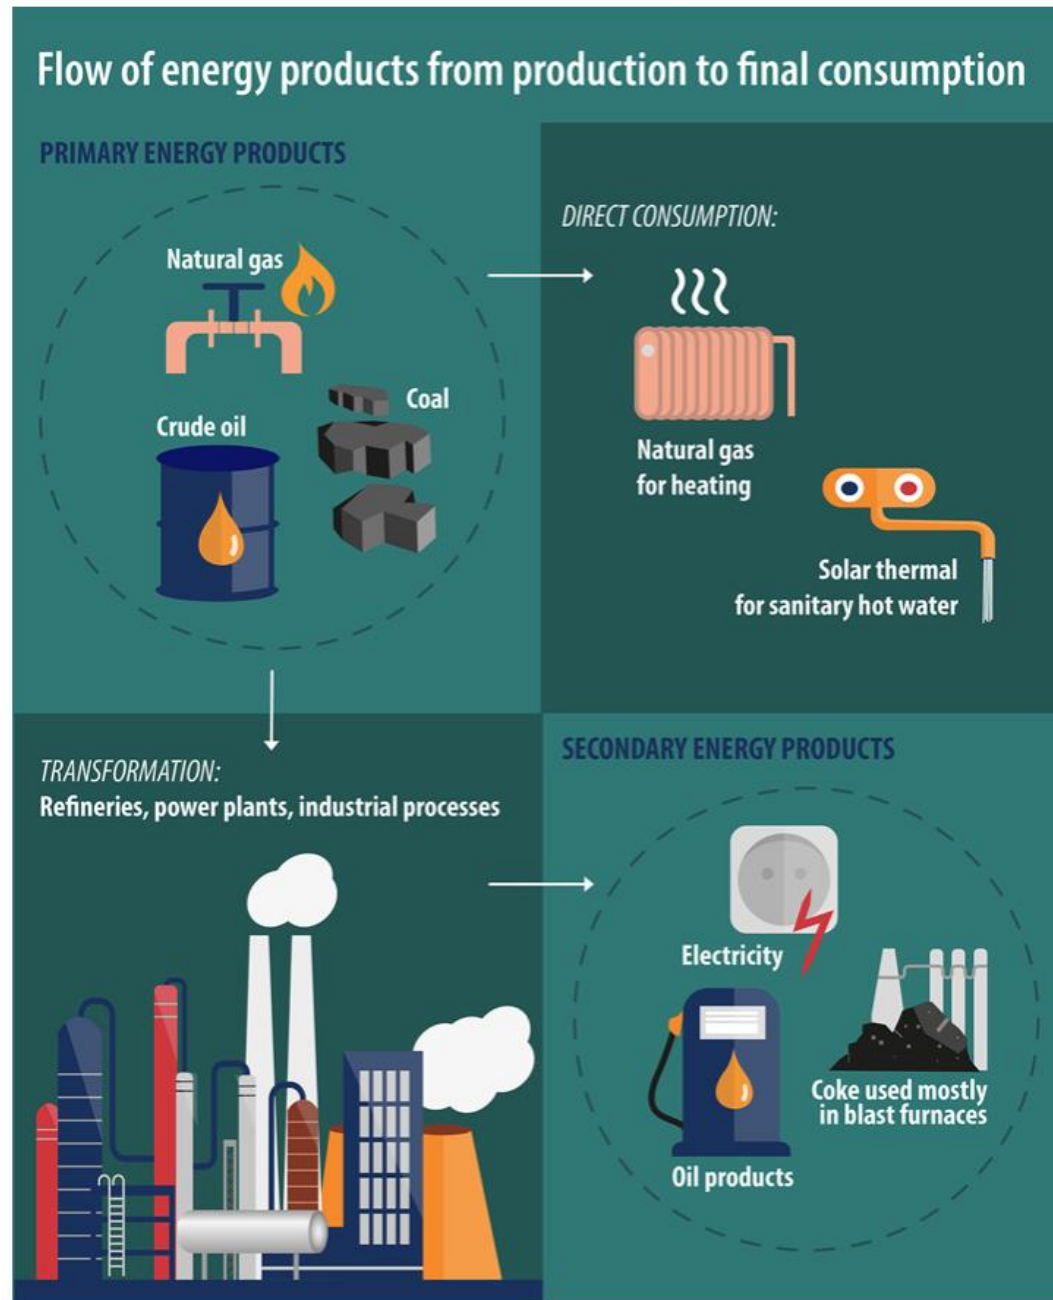 Flow of energy products from production to final consumption
PRIMARY ENERGY PRODUCTS
Natural gas
Coal
Crude oil
DIRECT CONSUMPTION:
Natural gas
for heating
Solar thermal
for sanitary hot water
TRANSFORMATION:
Refineries, power plants, industrial processes
SECONDARY ENERGY PRODUCTS
Electricity
Coke used mostly
in blast furnaces
Oil products